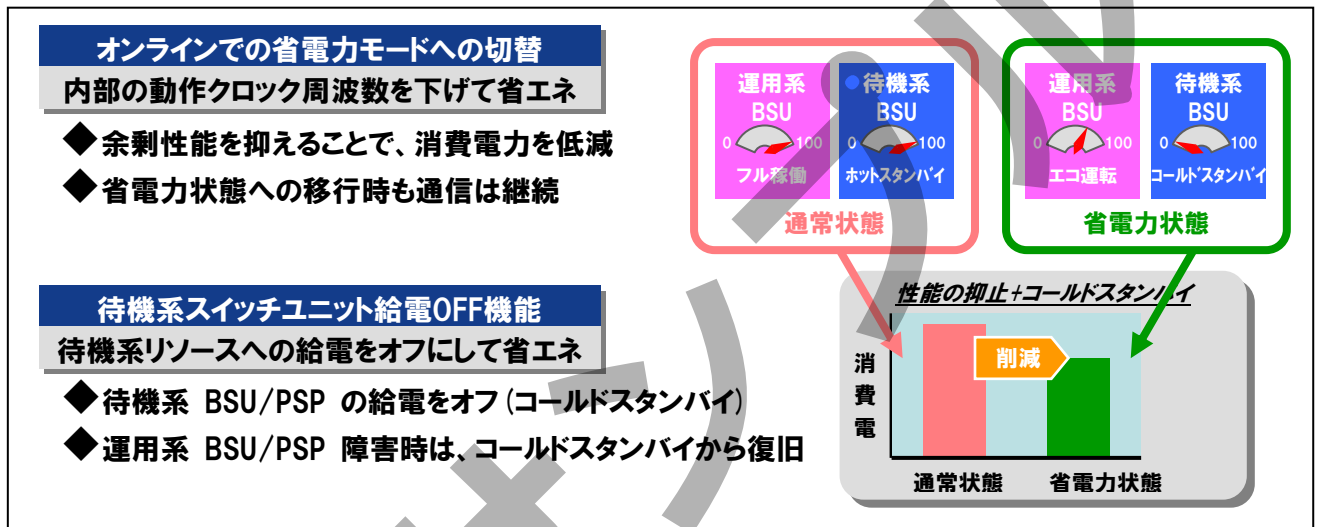 オンラインでの省電力モードへの切替
内部の動作クロック周波数を下げて省エネ
◆余剰性能を抑えることで、消費電力を低減
◆省電力状態への移行時も通信は継続
運用系
BSU
0 100
フル稼働
待機系
BSU
0 100
ホットスタンバイ
通常状態
運用系
BSU
0 100
エコ運転
待機系
BSU
0 100
コールドスタンバイ
省電力状態
待機系スイッチユニット給電OFF機能
待機系リソースへの給電をオフにして省エネ
◆待機系 BSU/PSP の給電をオフ(コールドスタンバイ)
◆運用系 BSU/PSP 障害時は、コールドスタンバイから復旧
性能の抑止+コールドスタンバイ
消
費
電
削減
通常状態 省電力状態
サンプル